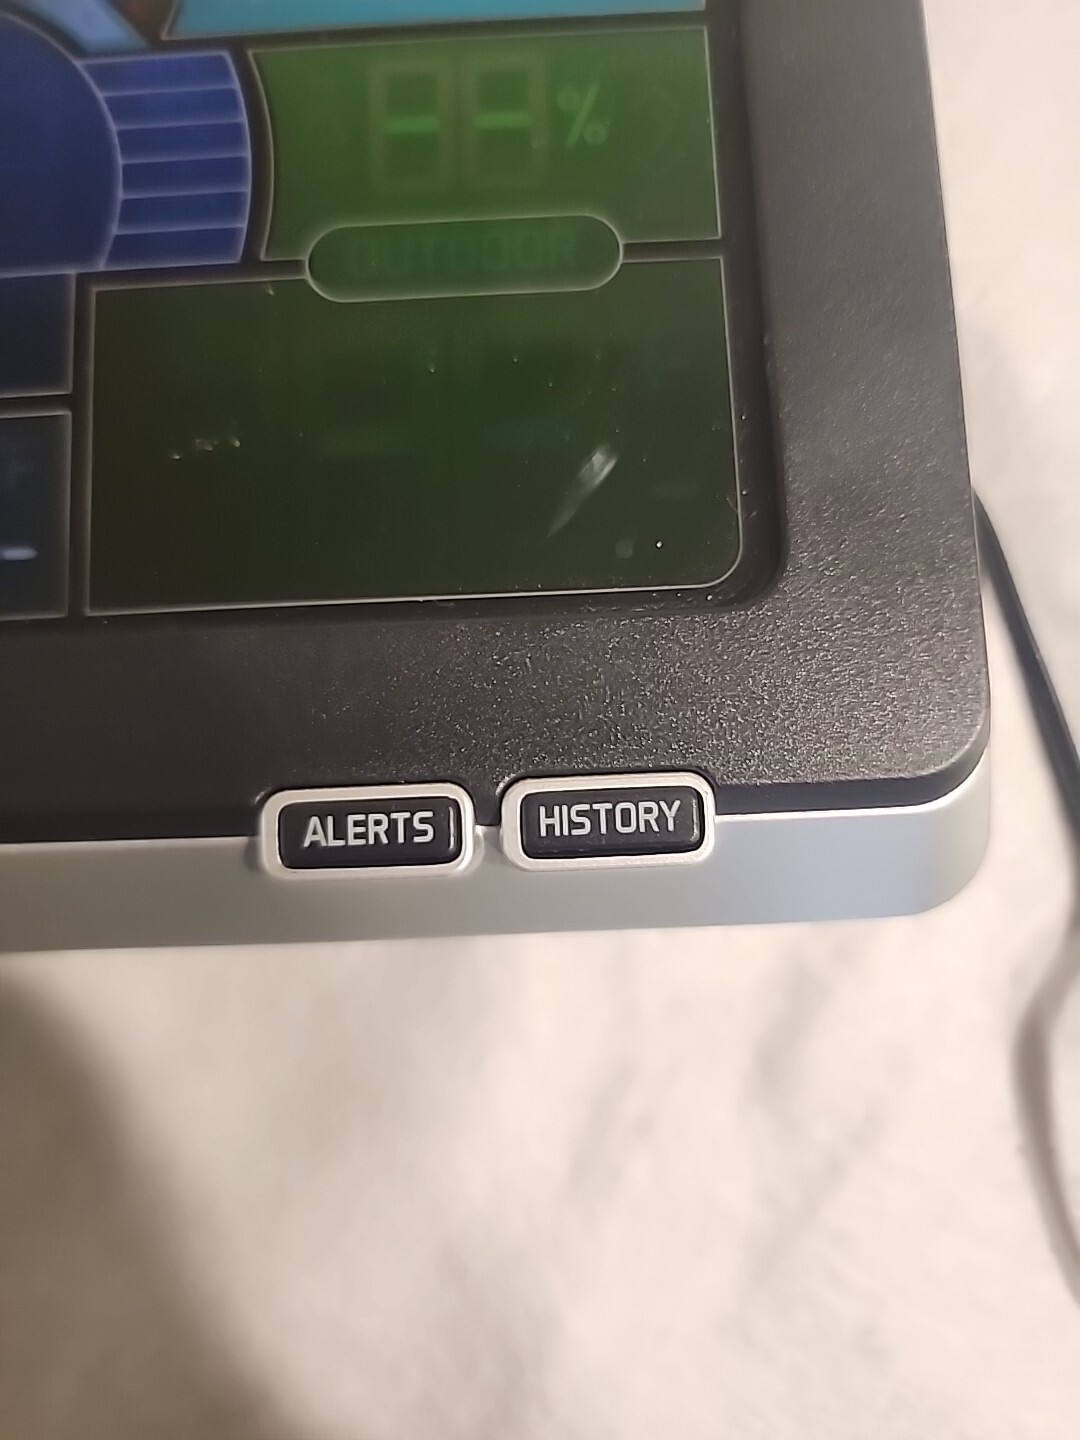 -- %
OUTDOOR
ALERTS HISTORY